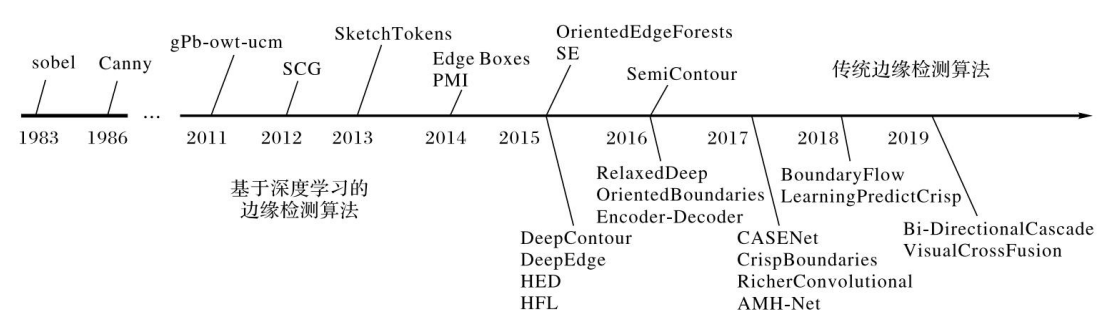 OrientedEdgeForests
SE
SketchTokens
gPb-owt-ucm
Edge Boxes
PMI
sobel
Canny
SCG
SemiContour
传统边缘检测算法
...
1983
1986
2011
2012
2013
2014
2015
2016
2017
2018
2019
基于深度学习的
边缘检测算法
RelaxedDeep
OrientedBoundaries
Encoder-Decoder
BoundaryFlow
LearningPredictCrisp
DeepContour
DeepEdge
HED
HFL
CASENet
CrispBoundaries
RicherConvolutional
AMH-Net
Bi-DirectionalCascade
VisualCrossFusion